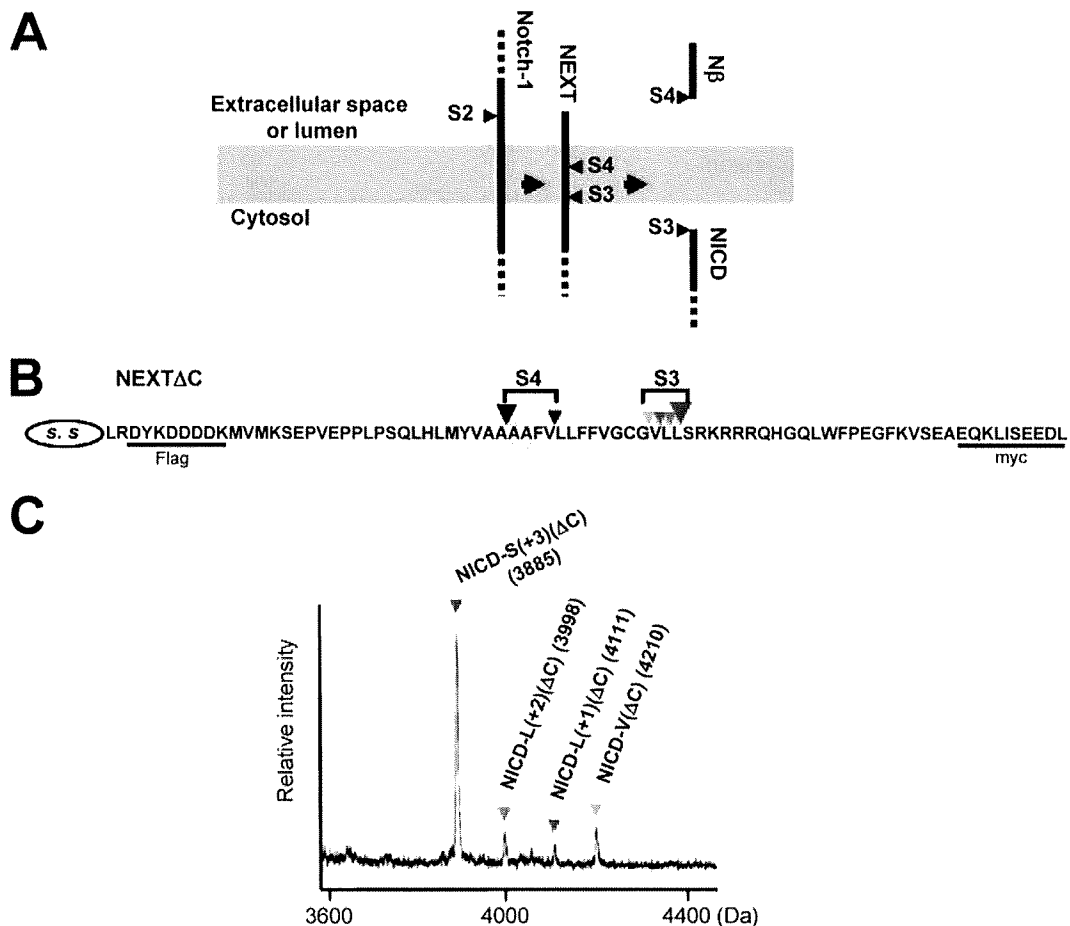 A
Notch-1
NEXT
Nβ
Extracellular space
or lumen
S2
S4
S4
S3
S3
Cytosol
NICD
B
NEXTΔC
S4
S3
s. s
LRDYKDDDDKMVMKSEPVEPPLPSQLHLMYVAAAAFVLLFFVGCGVLLSRKRRRQHGQLWFPEGFKVSEAEQKLISEEDL
Flag
myc
C
NICD-S(+3)(ΔC)
(3885)
NICD-L(+2)(ΔC) (3998)
NICD-L(+1)(ΔC) (4111)
NICD-V(ΔC) (4210)
Relative intensity
3600
4000
4400 (Da)